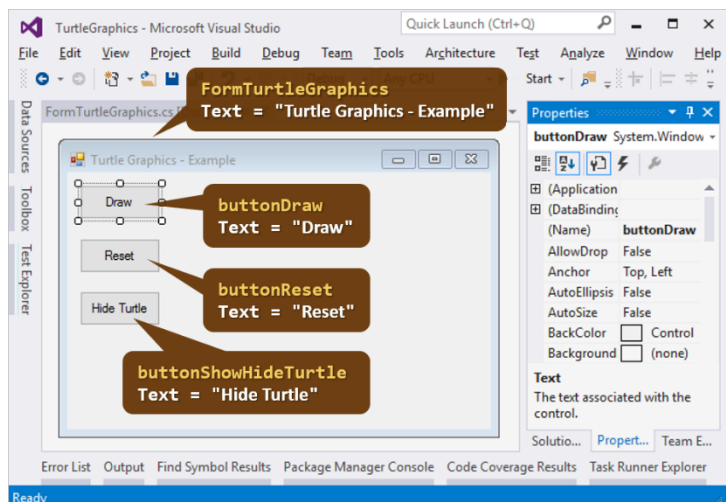 TurtleGraphics - Microsoft Visual Studio
Quick Launch (Ctrl+Q)
File Edit View Project Build Debug Team Tools Architecture Test Analyze Window Help
Start
FormTurtleGraphics
Text = "Turtle Graphics - Example"
Data Sources
Toolbox
Test Explorer
FormTurtleGraphics.cs
Turtle Graphics - Example
Draw
buttonDraw
Text = "Draw"
Reset
buttonReset
Text = "Reset"
Hide Turtle
buttonShowHideTurtle
Text = "Hide Turtle"
Properties
buttonDraw System.Window
(Application
(DataBinding
(Name) buttonDraw
AllowDrop False
Anchor Top, Left
AutoEllipsis False
AutoSize False
BackColor Control
Background (none)
Text
The text associated with the
control.
Solutio... Propert... Team E...
Error List Output Find Symbol Results Package Manager Console Code Coverage Results Task Runner Explorer
Ready